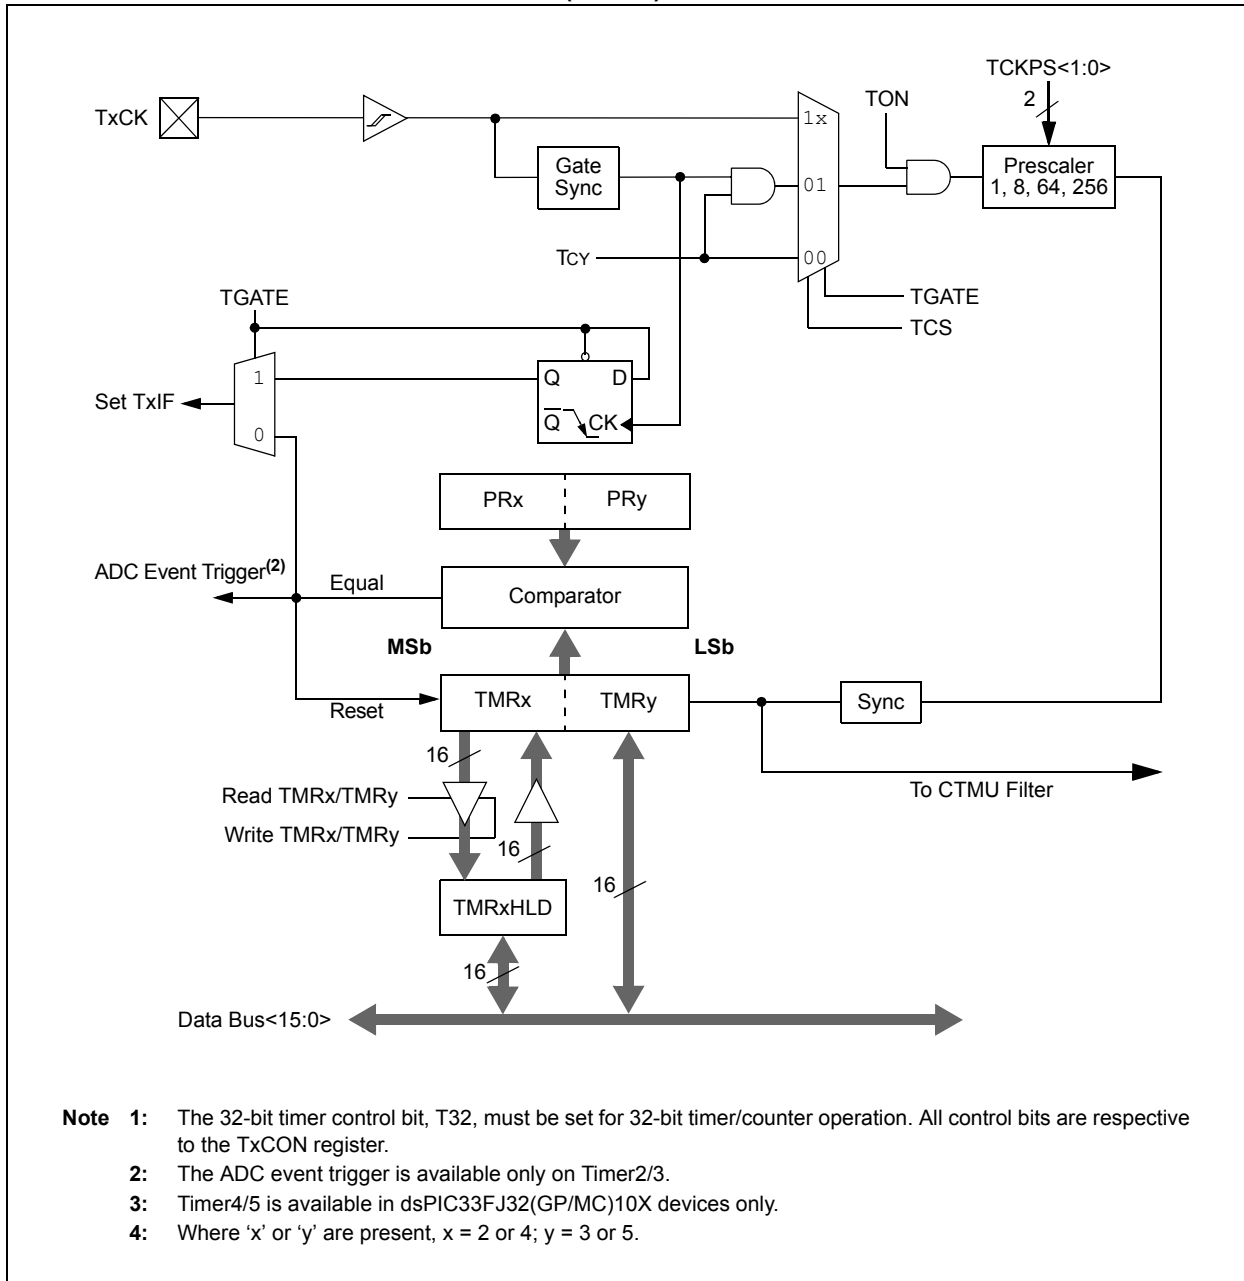 TCKPS<1:0>
2
TON
TxCK
1x
Gate
Sync
01
Prescaler
1, 8, 64, 256
TCY
00
TGATE
TGATE
TCS
1
Q D
Set TxIF
Q CK
0
PRx PRy
ADC Event Trigger(2)
Equal
Comparator
MSb LSb
TMRx TMRy
Sync
Reset
16
Read TMRx/TMRy
To CTMU Filter
Write TMRx/TMRy
16
16
TMRxHLD
16
Data Bus<15:0>
Note 1: The 32-bit timer control bit, T32, must be set for 32-bit timer/counter operation. All control bits are respective
to the TxCON register.
2: The ADC event trigger is available only on Timer2/3.
3: Timer4/5 is available in dsPIC33FJ32(GP/MC)10X devices only.
4: Where ‘x’ or ‘y’ are present, x = 2 or 4; y = 3 or 5.